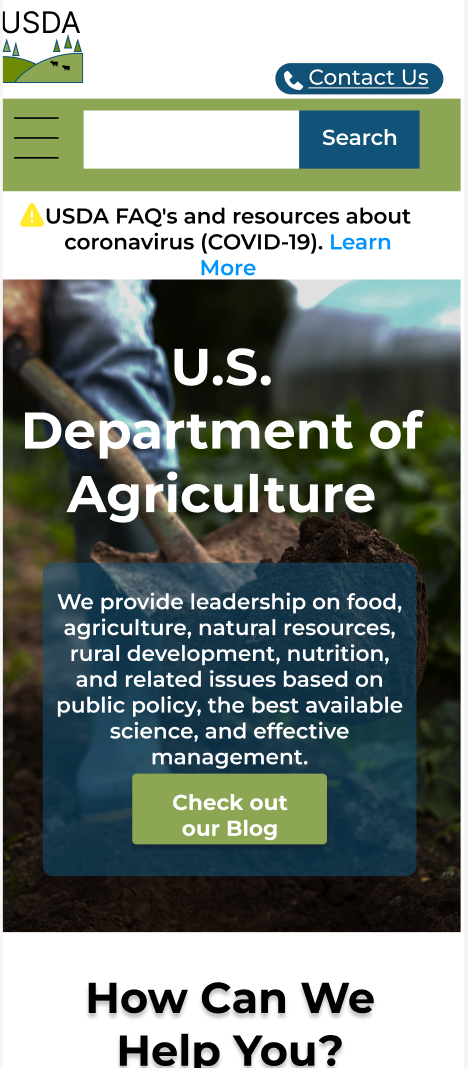 USDA
Contact Us
Search
USDA FAQ's and resources about
coronavirus (COVID-19). Learn
More
U.S.
Department of
Agriculture
We provide leadership on food,
agriculture, natural resources,
rural development, nutrition,
and related issues based on
public policy, the best available
science, and effective
management.
Check out
our Blog
How Can We
Help You?